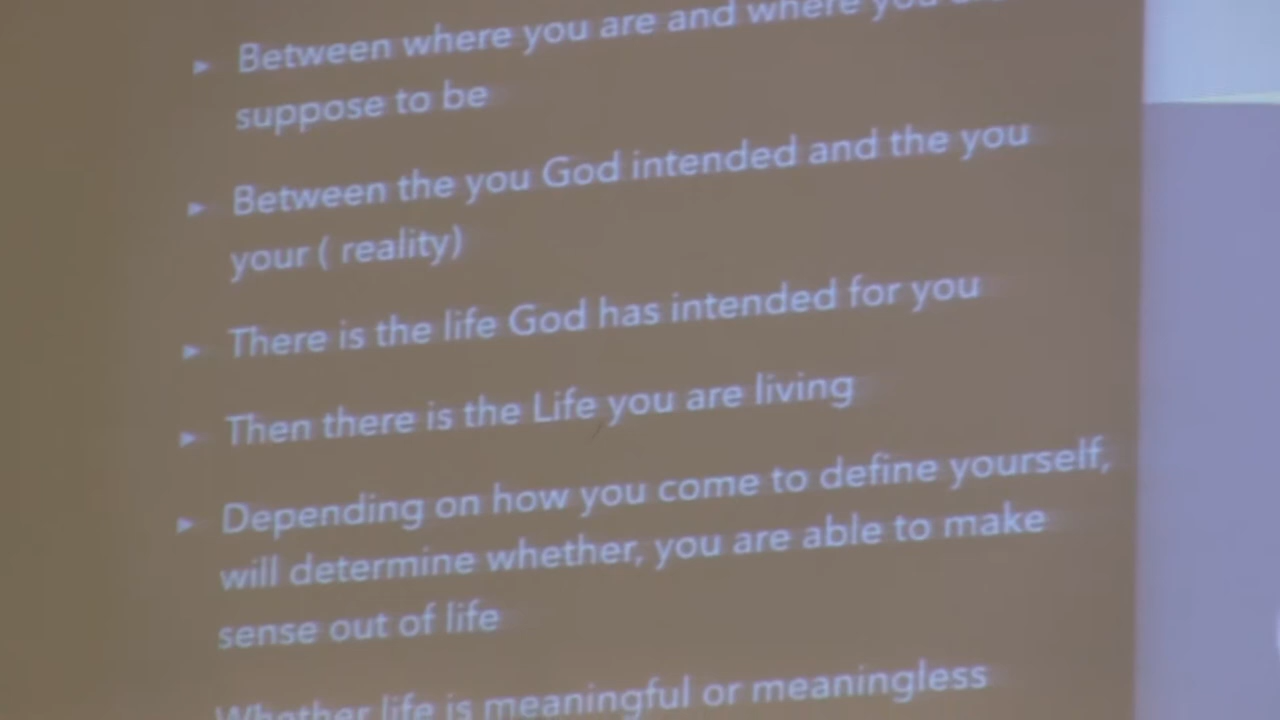 Between where you are and where you
suppose to be
Between the you God intended and the you
your ( reality)
There is the life God has intended for you
Then there is the Life you are living
Depending on how you come to define yourself,
will determine whether, you are able to make
sense out of life
Whether life is meaningful or meaningless